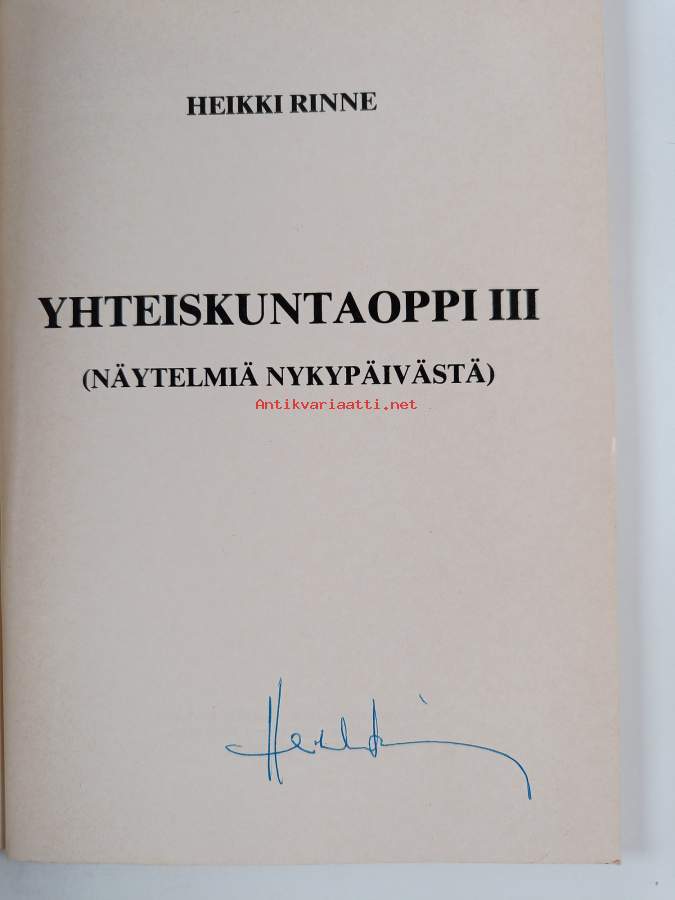 HEIKKI RINNE
YHTEISKUNTAOPPI III
(NÄYTELMIÄ NYKYPÄIVÄSTÄ)
Antikvariaatti.net